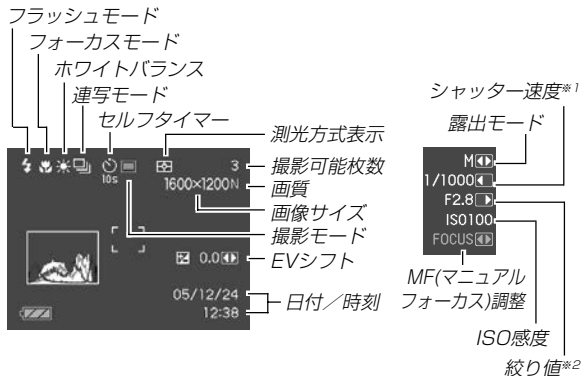 フラッシュモード
フォーカスモード
ホワイトバランス
連写モード
セルフタイマー
測光方式表示
撮影可能枚数
画質
画像サイズ
撮影モード
EVシフト
日付／時刻
10s
3
1600×1200N
0.0
05/12/24
12:38
シャッター速度※1
露出モード
M
1/1000
F2.8
ISO100
FOCUS
MF(マニュアル
フォーカス)調整
ISO感度
絞り値※2